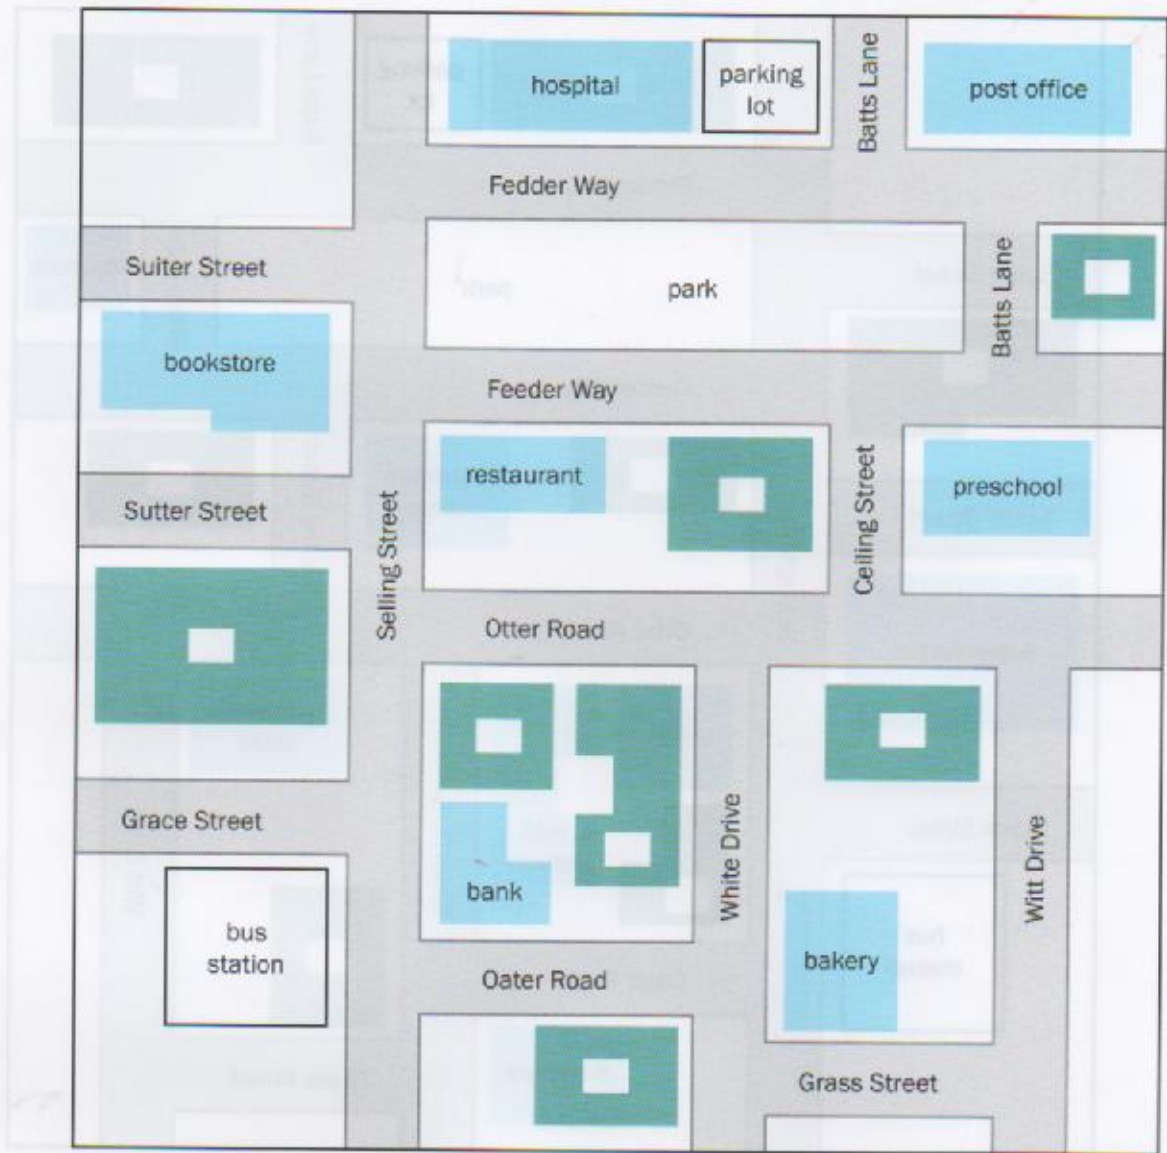 hospital
parking
lot
Batts Lane
post office
Fedder Way
Suiter Street
park
Batts Lane
bookstore
Feeder Way
restaurant
Ceiling Street
preschool
Sutter Street
Selling Street
Otter Road
Grace Street
White Drive
Witt Drive
bank
bus
station
bakery
Oater Road
Grass Street